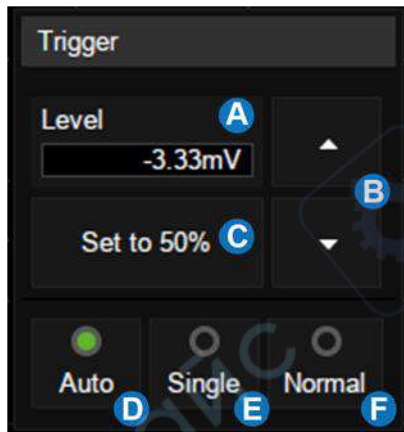 Trigger
Level A
-3.33mV
B
Set to 50% C
Auto Single Normal
D E F